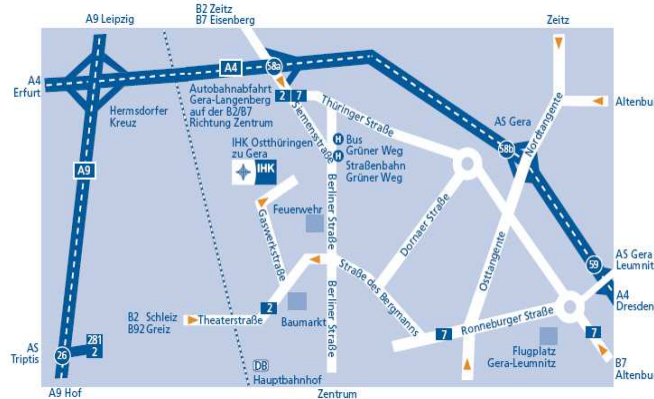 A9 Leipzig
B2 Zeitz
B7 Eisenberg
Zeitz
A4
Erfurt
A4
58a
Autobahnabfahrt
Gera-Langenberg
auf der B2/B7
Richtung Zentrum
2
7
Hermsdorfer
Kreuz
Siemensstraße
Thüringer Straße
AS Gera
58b
Nordtangente
Altenbu
H Bus
Grüner Weg
H Straßenbahn
Grüner Weg
IHK Ostthüringen
zu Gera
IHK
A9
Feuerwehr
Gaswerkstraße
Berliner Straße
Dornaer Straße
Osttangente
59
AS Gera
Leumnit
A4
Dresden
Straße des Bergmanns
Berliner Straße
B2 Schleiz
B92 Greiz
Theaterstraße
2
Baumarkt
7
Ronneburger Straße
7
Flugplatz
Gera-Leumnitz
B7
Altenbu
AS
Triptis
26
281
2
DB
Hauptbahnhof
A9 Hof
Zentrum